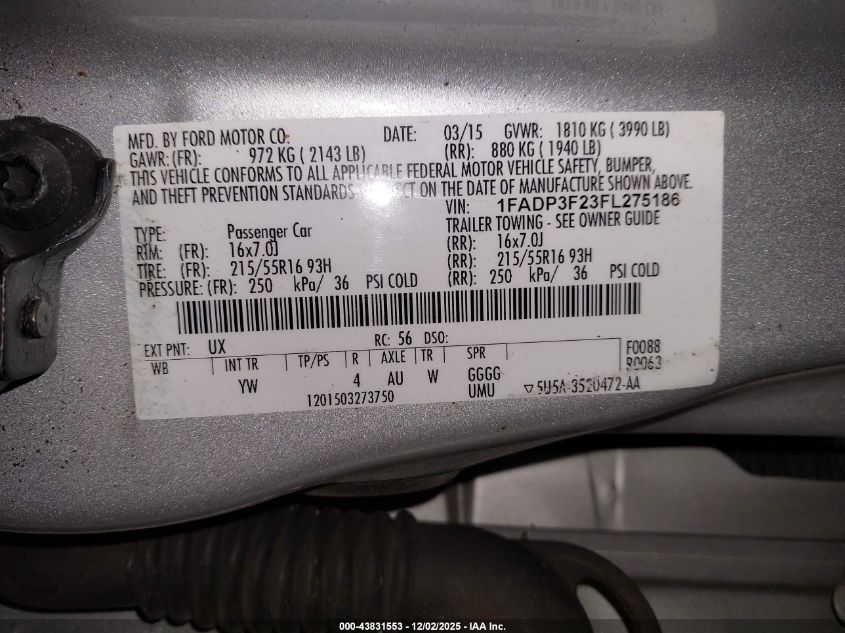 MFD. BY FORD MOTOR CO. DATE: 03/15 GVWR: 1810 KG ( 3990 LB)
GAWR:(FR): 972 KG ( 2143 LB) (RR): 880 KG ( 1940 LB)
THIS VEHICLE CONFORMS TO ALL APPLICABLE FEDERAL MOTOR VEHICLE SAFETY, BUMPER,
AND THEFT PREVENTION STANDARDS IN EFFECT ON THE DATE OF MANUFACTURE SHOWN ABOVE.
VIN: 1FADP3F23FL275186
TYPE: Passenger Car TRAILER TOWING - SEE OWNER GUIDE
RIM: (FR): 16x7.0J (RR): 16x7.0J
TIRE: (FR): 215/55R16 93H (RR): 215/55R16 93H
PRESSURE: (FR): 250 kPa/ 36 PSI COLD (RR): 250 kPa/ 36 PSI COLD
EXT PNT: UX RC: 56 DSO: F0088
WB INT TR TP/PS R AXLE TR SPR R0063
YW 4 AU W GGGG
1201503273750 UMU ▽ 5U5A-3520472-AA
000-43831553 - 12/02/2025 - IAA Inc.